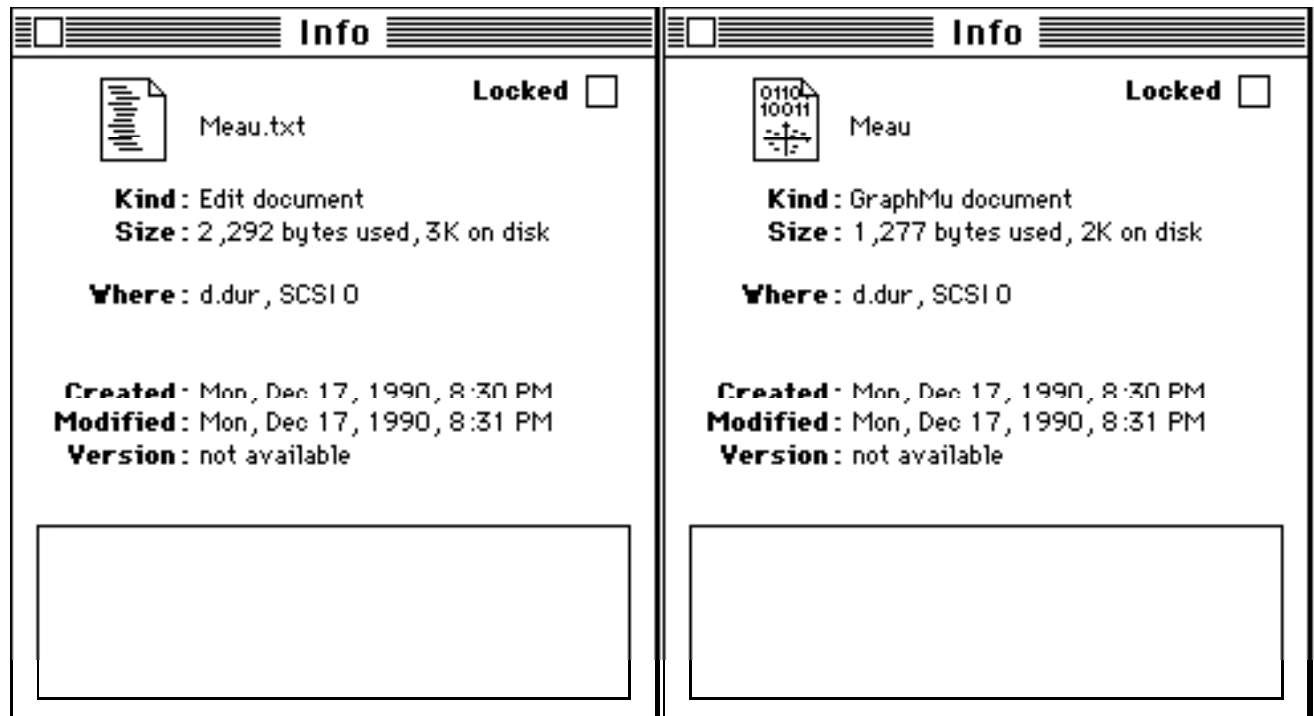 Info
Locked
Meau.txt
Kind: Edit document
Size: 2,292 bytes used, 3K on disk
Where: d.dur, SCSI 0
Created: Mon, Dec 17, 1990, 8:30 PM
Modified: Mon, Dec 17, 1990, 8:31 PM
Version: not available
Info
Locked
01101
10011
Meau
Kind: GraphMu document
Size: 1,277 bytes used, 2K on disk
Where: d.dur, SCSI 0
Created: Mon, Dec 17, 1990, 8:30 PM
Modified: Mon, Dec 17, 1990, 8:31 PM
Version: not available